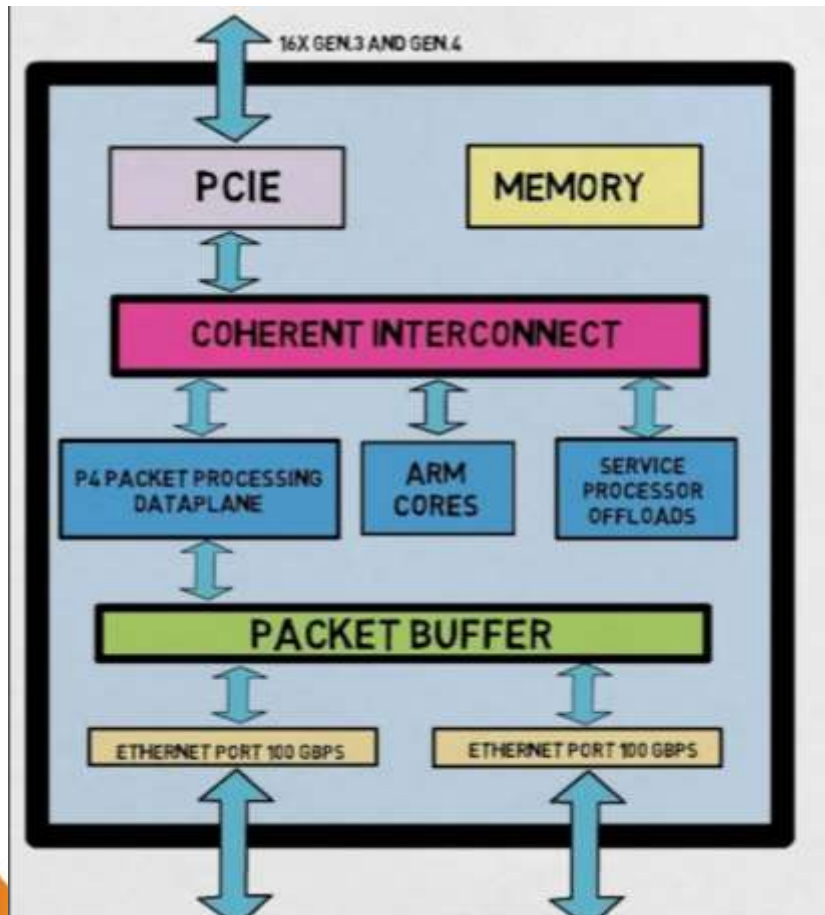 16X GEN.3 AND GEN.4
PCIE
MEMORY
COHERENT INTERCONNECT
P4 PACKET PROCESSING
DATAPLANE
ARM
CORES
SERVICE
PROCESSOR
OFFLOADS
PACKET BUFFER
ETHERNET PORT 100 GBPS
ETHERNET PORT 100 GBPS